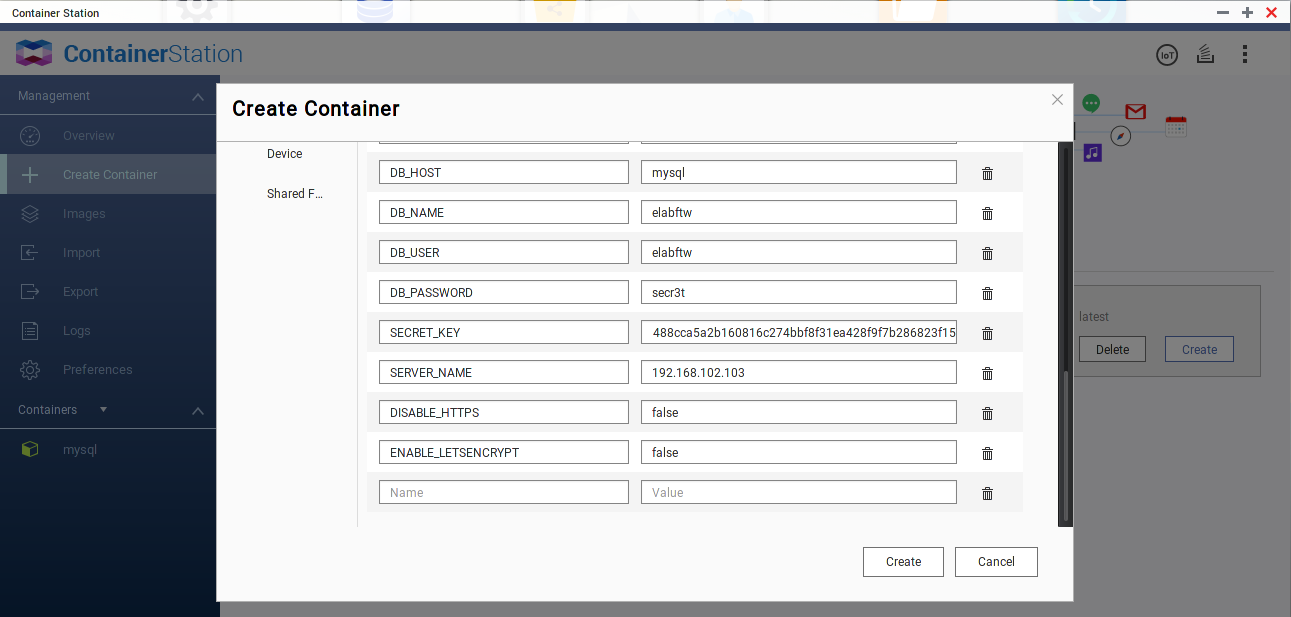 Container Station
ContainerStation
IoT
Management
Overview
Create Container
Images
Import
Export
Logs
Preferences
Containers
mysql
Create Container
Device
Shared F...
DB_HOST mysql
DB_NAME elabftw
DB_USER elabftw
DB_PASSWORD secr3t
SECRET_KEY 488cca5a2b160816c274bbf8f31ea428f9f7b286823f15
SERVER_NAME 192.168.102.103
DISABLE_HTTPS false
ENABLE_LETSENCRYPT false
Name Value
Create Cancel
latest
Delete Create